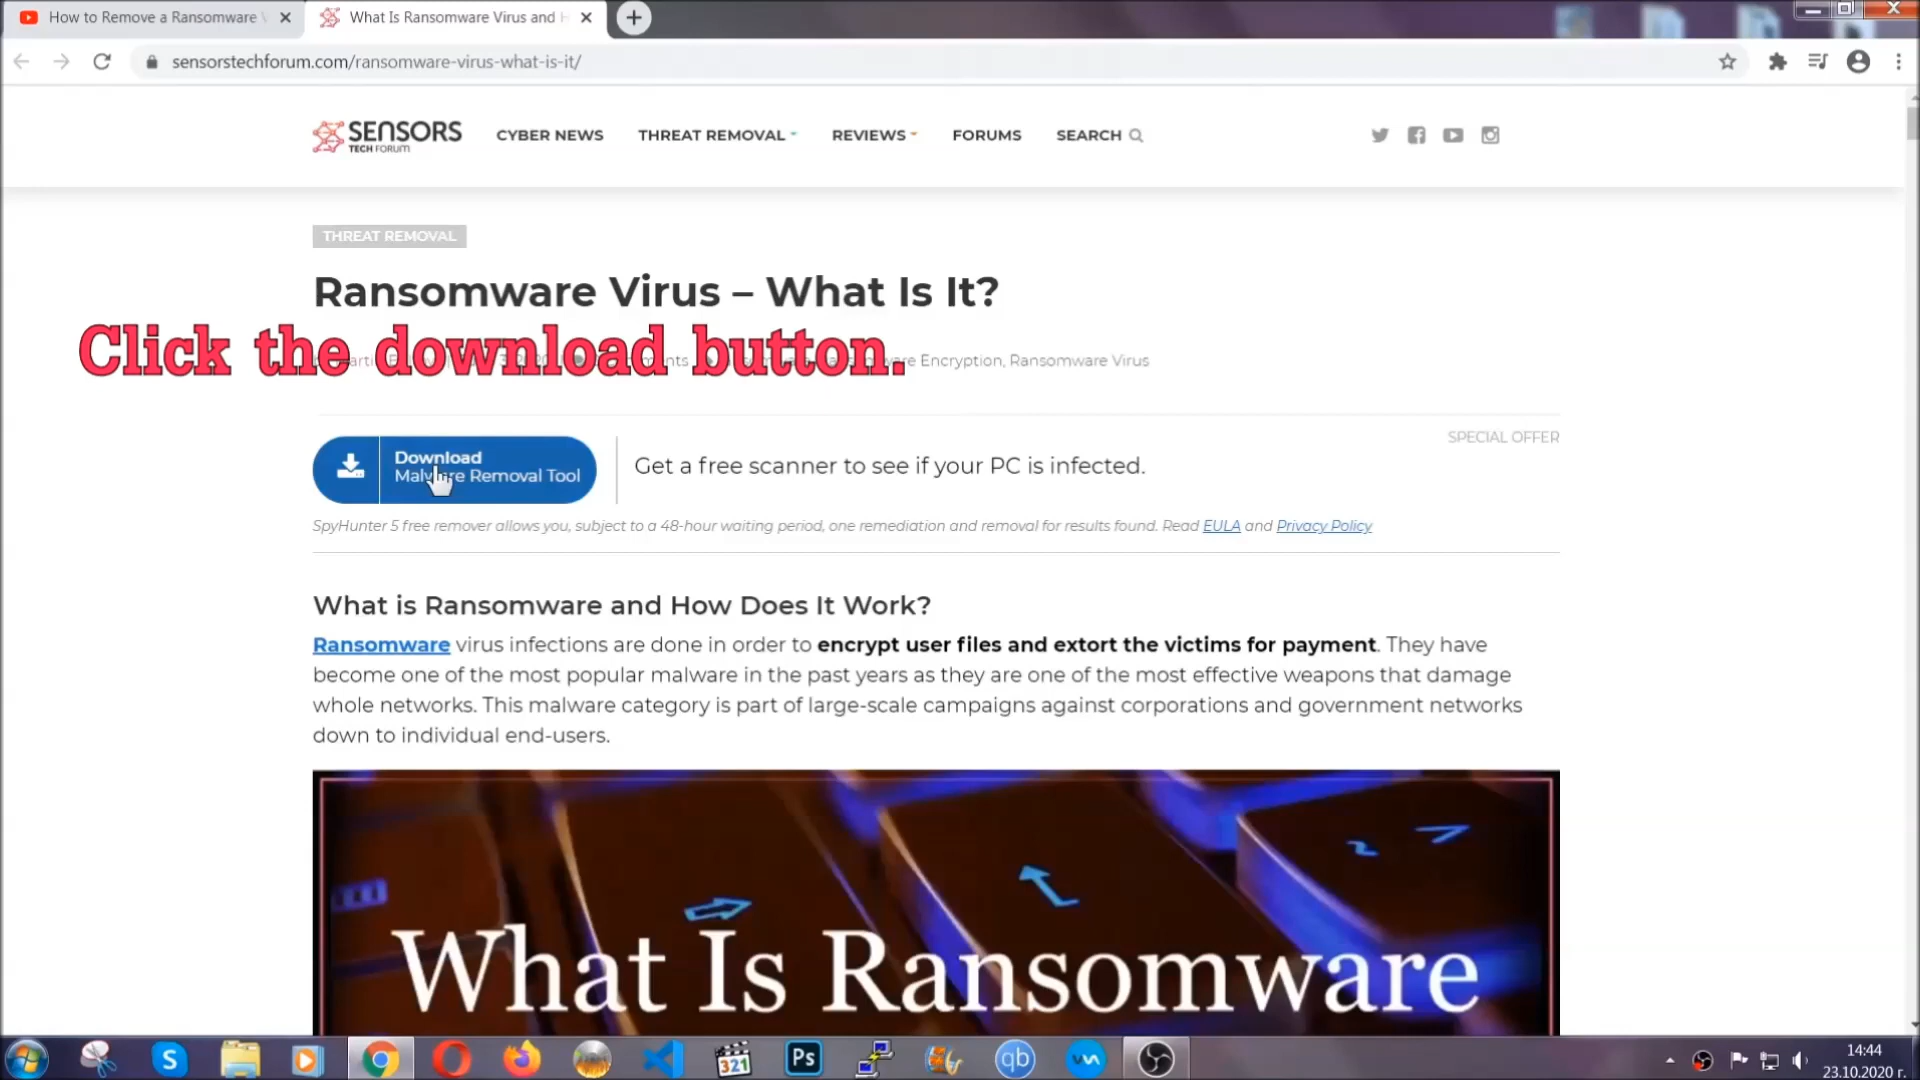 How to Remove a Ransomware V
What Is Ransomware Virus and H
sensorstechforum.com/ransomware-virus-what-is-it/
SENSORS
TECH FORUM
CYBER NEWS
THREAT REMOVAL
REVIEWS
FORUMS
SEARCH
THREAT REMOVAL
Ransomware Virus – What Is It?
Click the download button.
Encryption, Ransomware Virus
SPECIAL OFFER
Download
Malware Removal Tool
Get a free scanner to see if your PC is infected.
SpyHunter 5 free remover allows you, subject to a 48-hour waiting period, one remediation and removal for results found. Read EULA and Privacy Policy
What is Ransomware and How Does It Work?
Ransomware virus infections are done in order to encrypt user files and extort the victims for payment. They have
become one of the most popular malware in the past years as they are one of the most effective weapons that damage
whole networks. This malware category is part of large-scale campaigns against corporations and government networks
down to individual end-users.
What Is Ransomware
S
321
Ps
qb
14:44
23.10.2020 г.